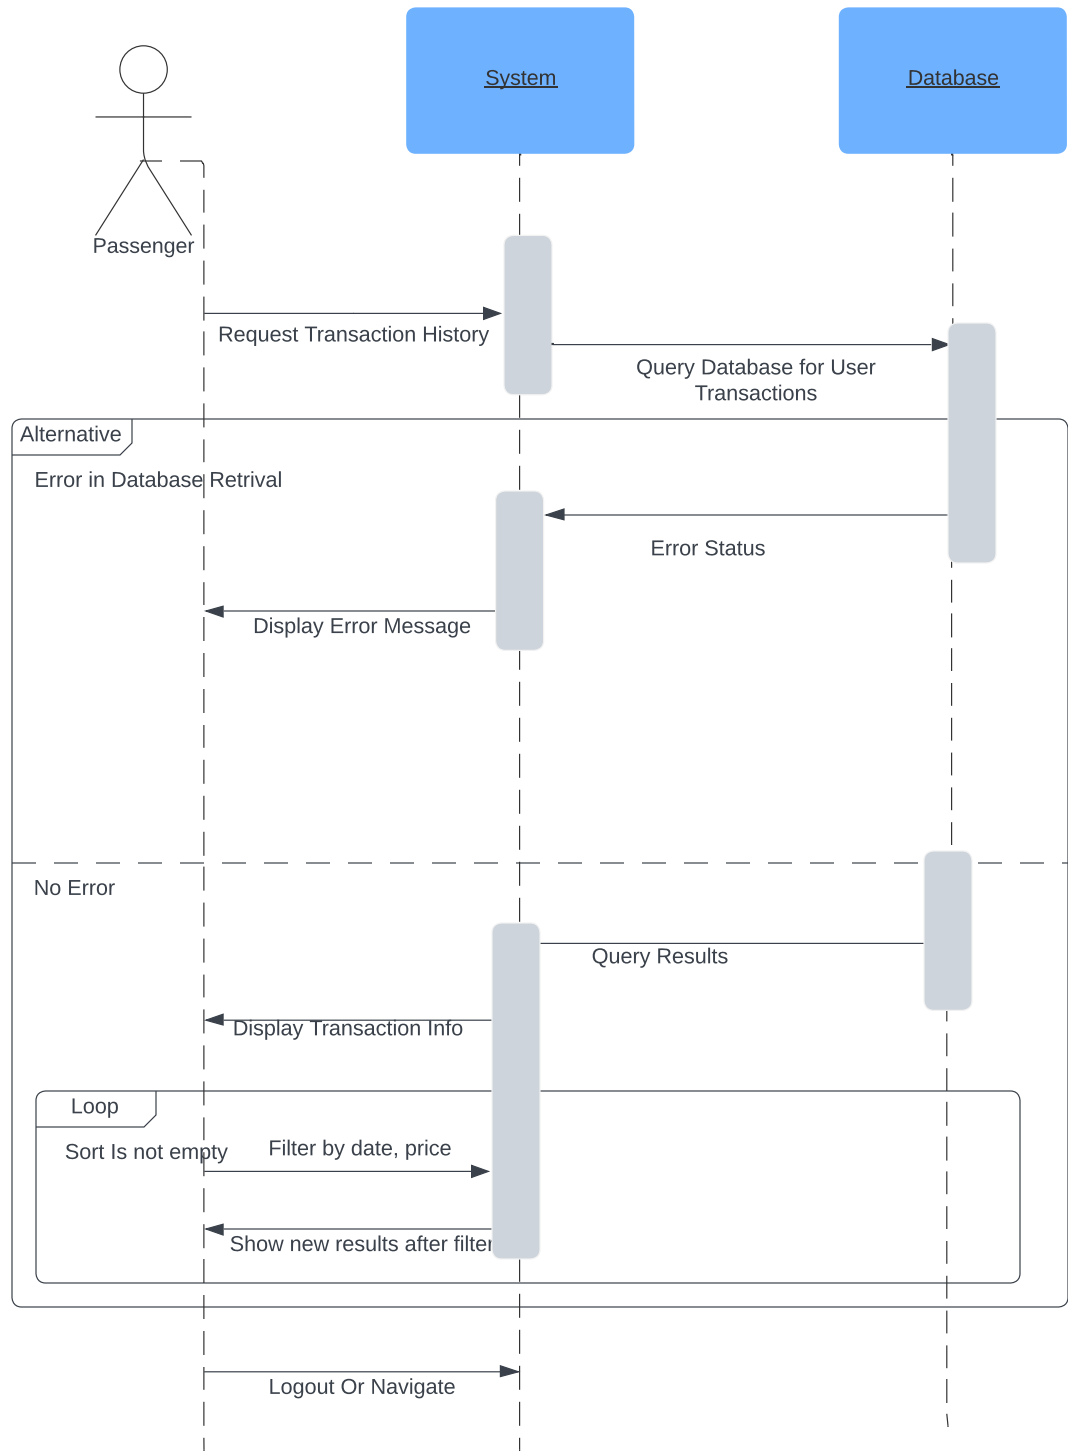 System
Database
Passenger
Request Transaction History
Query Database for User
Transactions
Alternative
Error in Database Retrival
Error Status
Display Error Message
No Error
Query Results
Display Transaction Info
Loop
Sort Is not empty
Filter by date, price
Show new results after filter
Logout Or Navigate